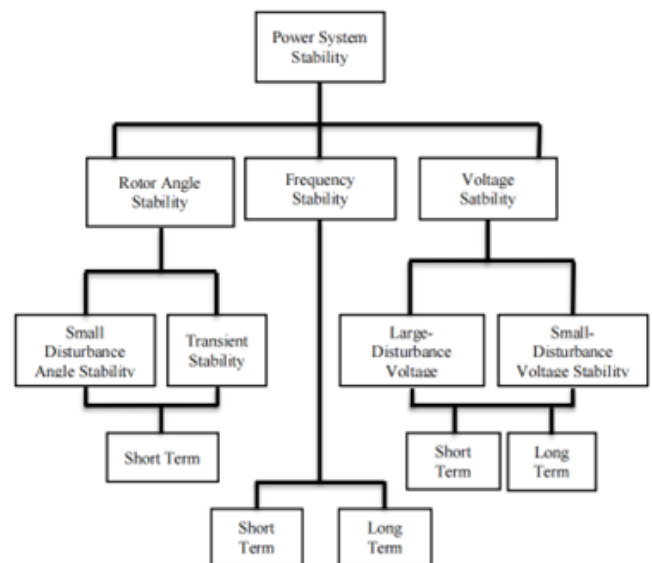 Power System
Stability
Rotor Angle
Stability
Frequency
Stability
Voltage
Satbility
Small
Disturbance
Angle Stability
Transient
Stability
Large-
Disturbance
Voltage
Small-
Disturbance
Voltage Stability
Short Term
Short
Term
Long
Term
Short
Term
Long
Term